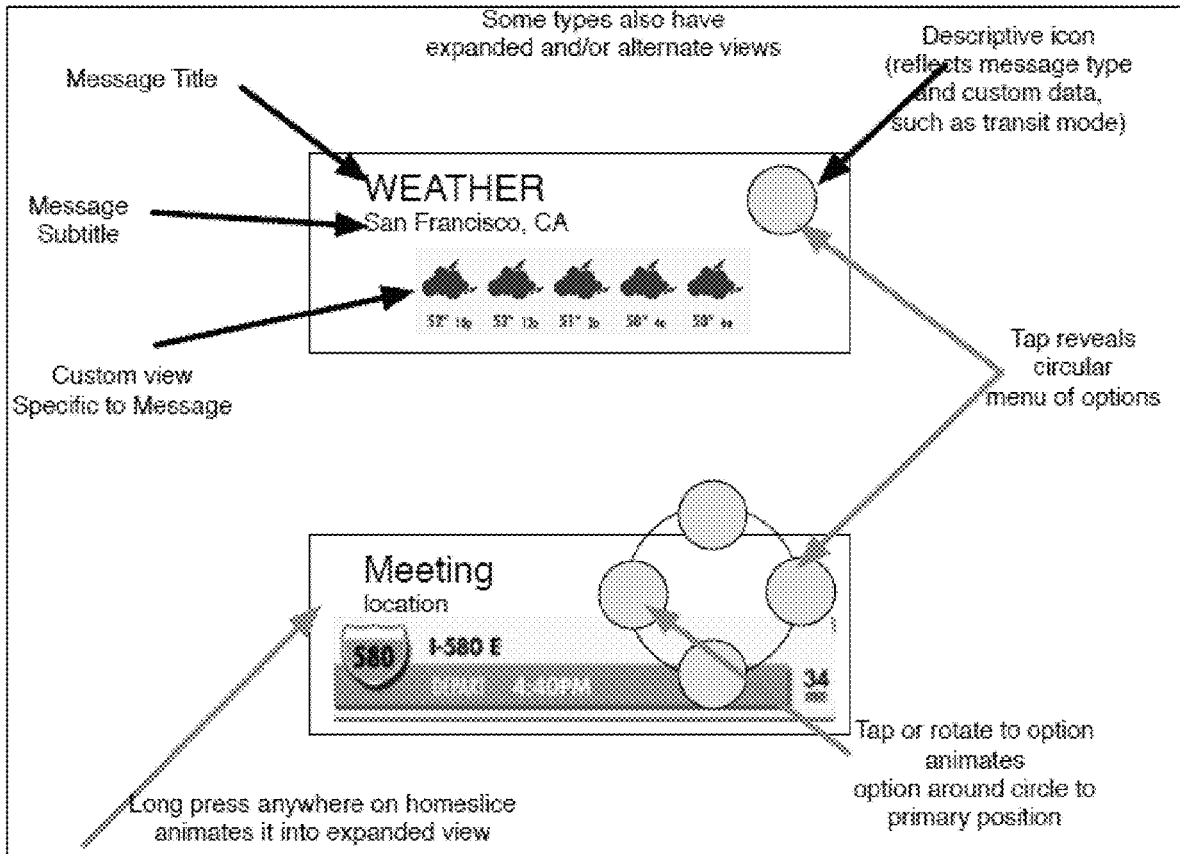 Some types also have
expanded and/or alternate views
Descriptive icon
(reflects message type
and custom data,
such as transit mode)
Message Title
WEATHER
San Francisco, CA
Message
Subtitle
Custom view
Specific to Message
Tap reveals
circular
menu of options
Meeting
location
580
I-580 E
34
Tap or rotate to option
animates
option around circle to
primary position
Long press anywhere on homeslice
animates it into expanded view